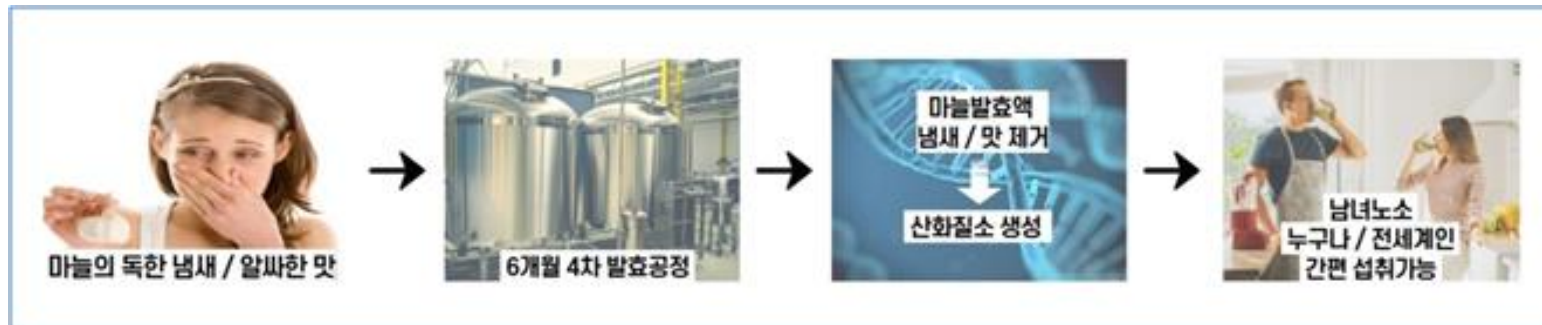 마늘의 독한 냄새 / 알싸한 맛
6개월 4차 발효공정
마늘발효액
냄새 / 맛 제거
산화질소 생성
남녀노소
누구나 / 전세계인
간편 섭취가능